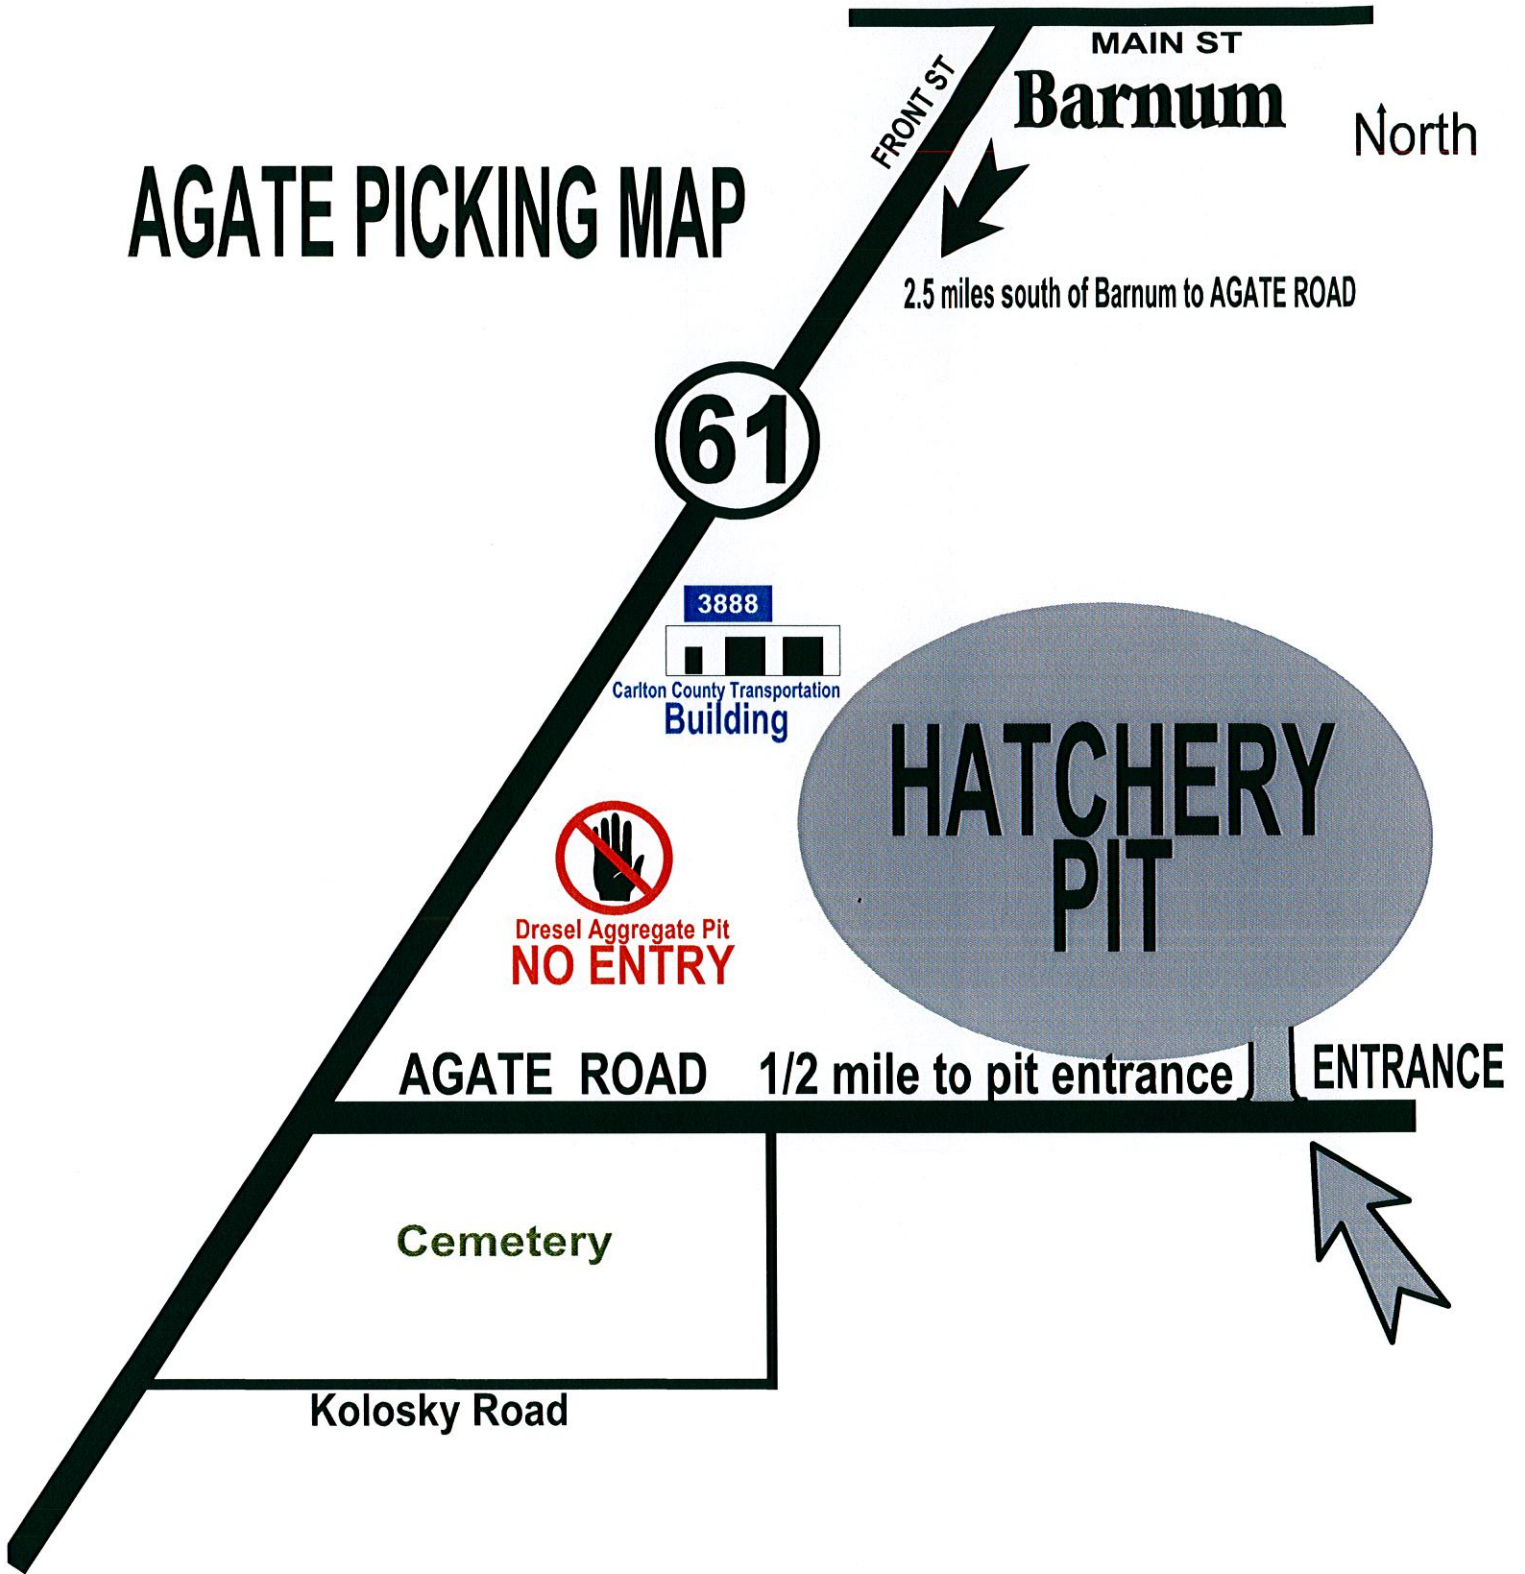 MAIN ST
FRONT ST
Barnum
North
AGATE PICKING MAP
2.5 miles south of Barnum to AGATE ROAD
61
3888
Carlton County Transportation
Building
HATCHERY
PIT
Dresel Aggregate Pit
NO ENTRY
AGATE ROAD 1/2 mile to pit entrance
ENTRANCE
Cemetery
Kolosky Road